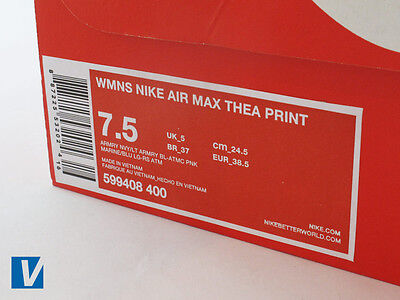 WMNS NIKE AIR MAX THEA PRINT
7.5
UK_5
cm_24.5
BR_37
EUR_38.5
ARMRY NVY/LT ARMRY BL-ATMC PNK
MARINE/BLU LG-RS ATM
MADE IN VIETNAM
FABRIQUE AU VIETNAM,HECHO EN VIETNAM
599408 400
NIKE.COM
NIKEBETTERWORLD.COM
V